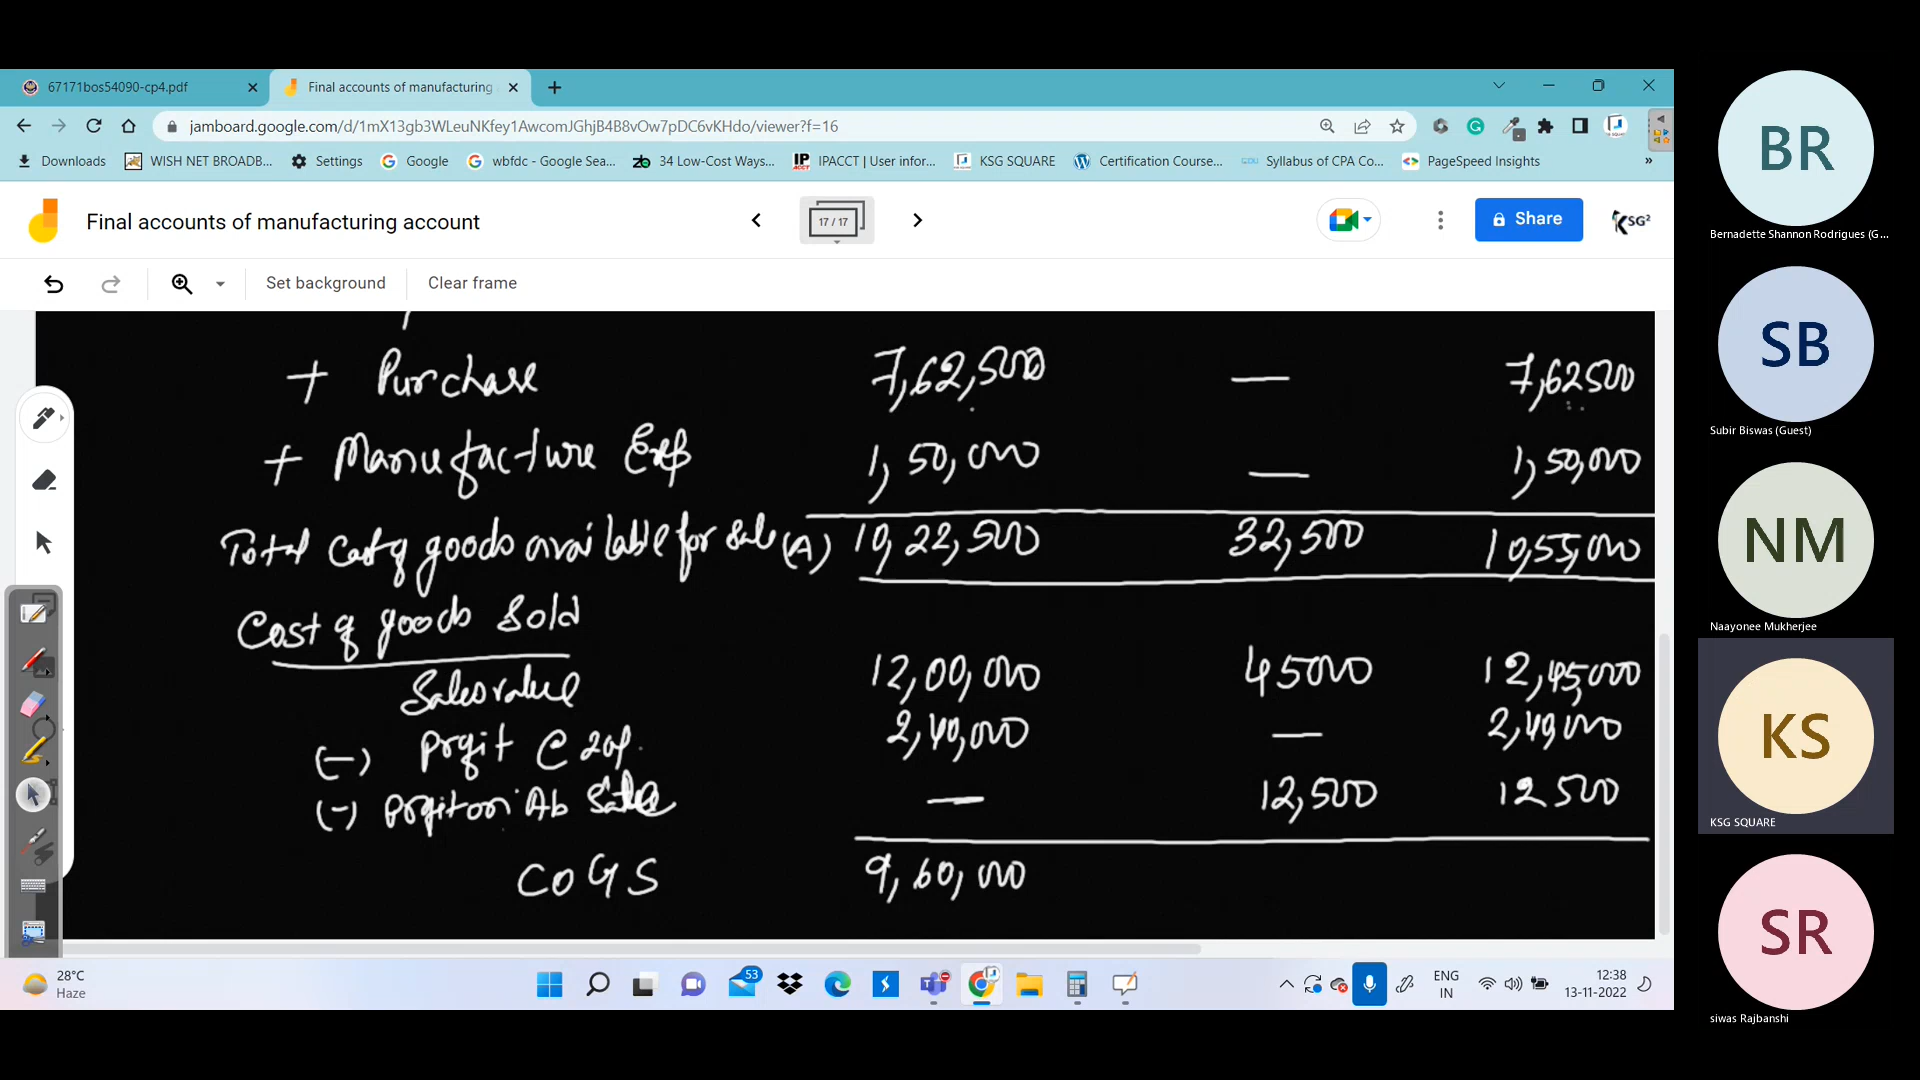 67171bos54090-cp4.pdf Final accounts of manufacturing
jamboard.google.com/d/1mX13gb3WLeuNKfey1AwcomJGhjB4B8vOw7pDC6vKHdo/viewer?f=16
Downloads WISH NET BROADB... Settings Google wbfdc - Google Sea... 34 Low-Cost Ways... IPACCT | User infor... KSG SQUARE Certification Course... Syllabus of CPA Co... PageSpeed Insights »
Final accounts of manufacturing account 17 / 17 Share KSG²
Set background Clear frame
+ Purchase 7,62,500 — 7,62500
+ Manufacture Exp 1,50,000 — 1,50,000
Total Cost of goods available for sale (A) 10,22,500 32,500 10,55,000
Cost of goods Sold
Sales value 12,00,000 45000 12,45,000
(-) Profit @ 20% 2,40,000 — 2,40,000
(-) Profit on Ab Sales — 12,500 12500
COGS 9,60,000
28°C
Haze
53
ENG
IN
12:38
13-11-2022
BR
Bernadette Shannon Rodrigues (G...
SB
Subir Biswas (Guest)
NM
Naayonee Mukherjee
KS
KSG SQUARE
SR
siwas Rajbanshi